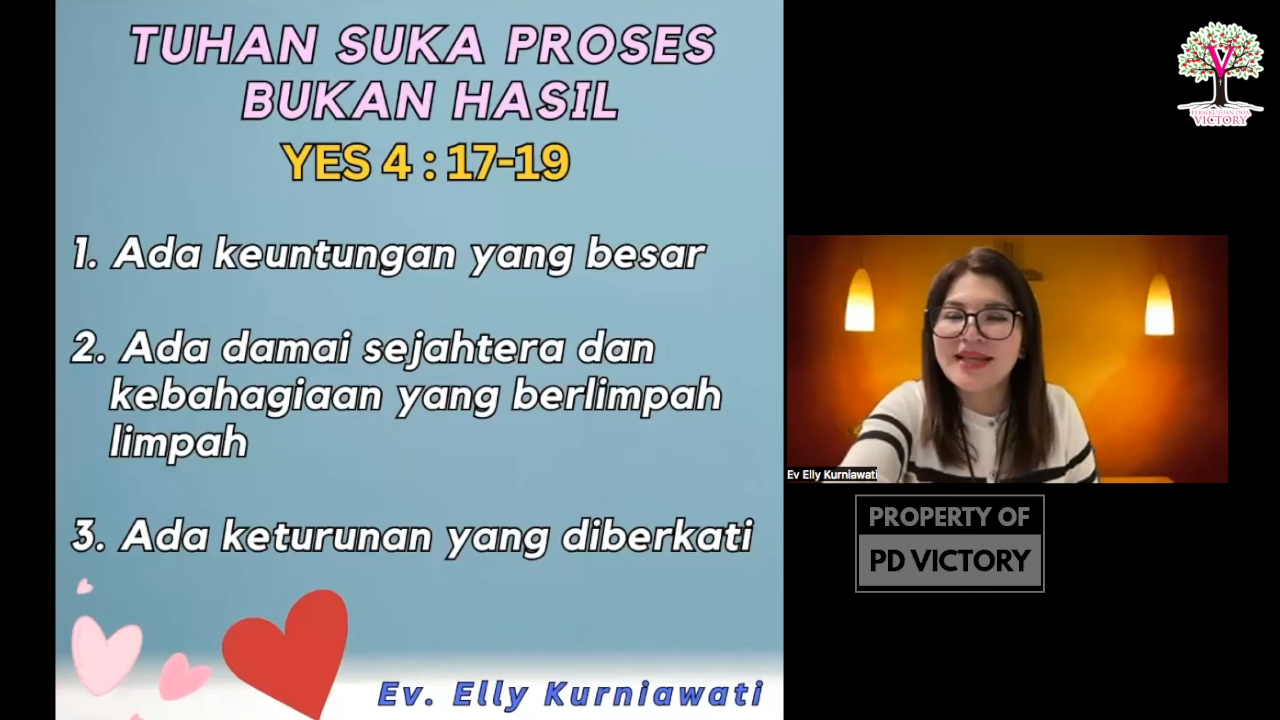 TUHAN SUKA PROSES
BUKAN HASIL
YES 4 : 17-19
1. Ada keuntungan yang besar
2. Ada damai sejahtera dan
kebahagiaan yang berlimpah
limpah
3. Ada keturunan yang diberkati
Ev. Elly Kurniawati
V
PERSEKUTUAN DOA
VICTORY
Ev Elly Kurniawati
PROPERTY OF
PD VICTORY